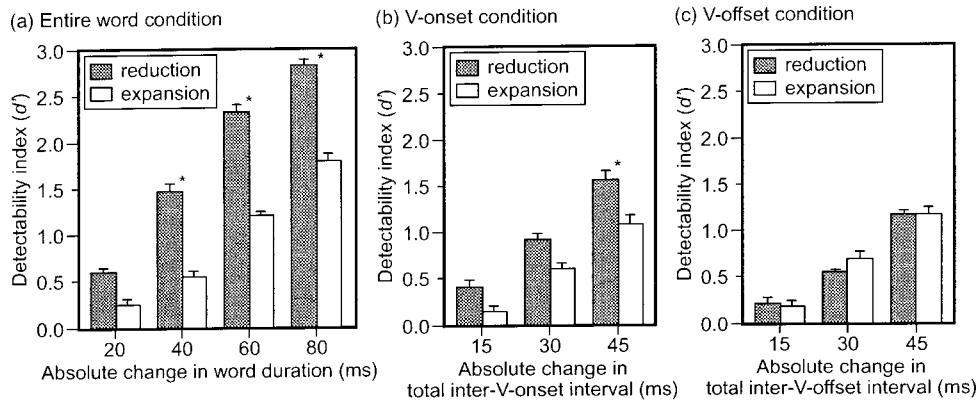 (a) Entire word condition
3.0
2.5
2.0
1.5
1.0
0.5
0.0
Detectability index (d')
reduction
expansion
*
*
*
20 40 60 80
Absolute change in word duration (ms)
(b) V-onset condition
3.0
2.5
2.0
1.5
1.0
0.5
0.0
Detectability index (d')
reduction
expansion
*
15 30 45
Absolute change in
total inter-V-onset interval (ms)
(c) V-offset condition
3.0
2.5
2.0
1.5
1.0
0.5
0.0
Detectability index (d')
reduction
expansion
15 30 45
Absolute change in
total inter-V-offset interval (ms)